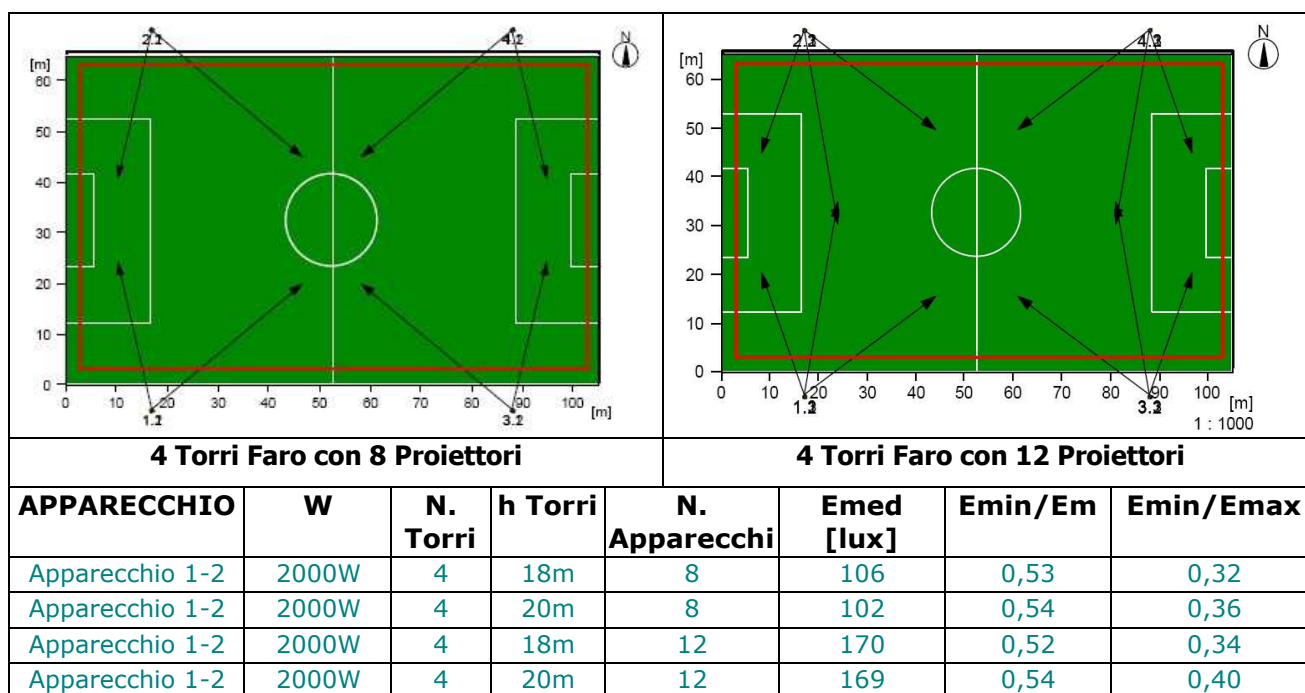 2.1 4.2 N
[m]
60
50
40
30
20
10
0
0 10 20 30 40 50 60 70 80 90 100 [m]
1.2 3.2
4.3 N
[m]
60
50
40
30
20
10
0
0 10 20 30 40 50 60 70 80 90 100 [m]
3.3
1 : 1000
4 Torri Faro con 8 Proiettori 4 Torri Faro con 12 Proiettori
APPARECCHIO W N. Torri h Torri N. Apparecchi Emed [lux] Emin/Em Emin/Emax
Apparecchio 1-2 2000W 4 18m 8 106 0,53 0,32
Apparecchio 1-2 2000W 4 20m 8 102 0,54 0,36
Apparecchio 1-2 2000W 4 18m 12 170 0,52 0,34
Apparecchio 1-2 2000W 4 20m 12 169 0,54 0,40